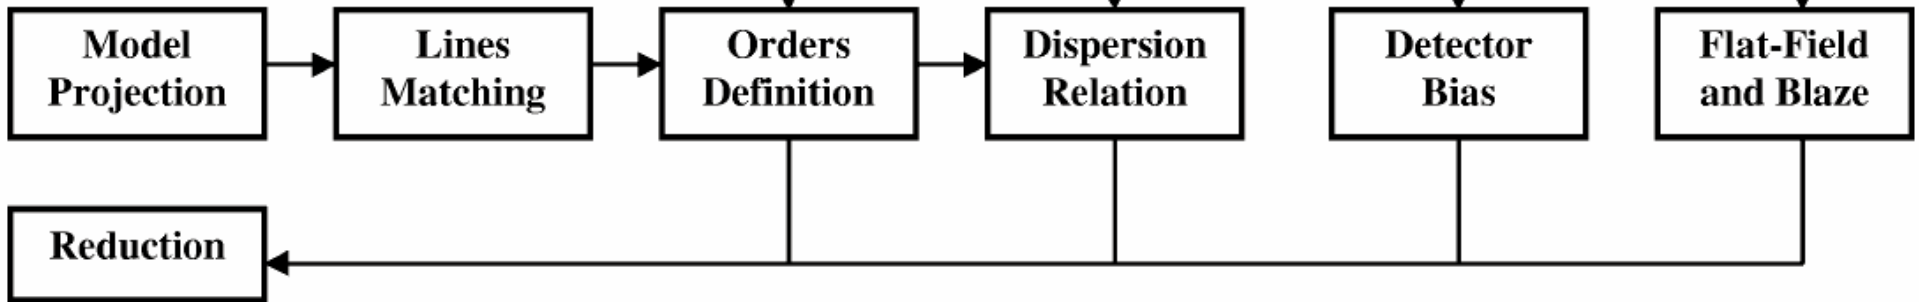 Model
Projection
Lines
Matching
Orders
Definition
Dispersion
Relation
Detector
Bias
Flat-Field
and Blaze
Reduction